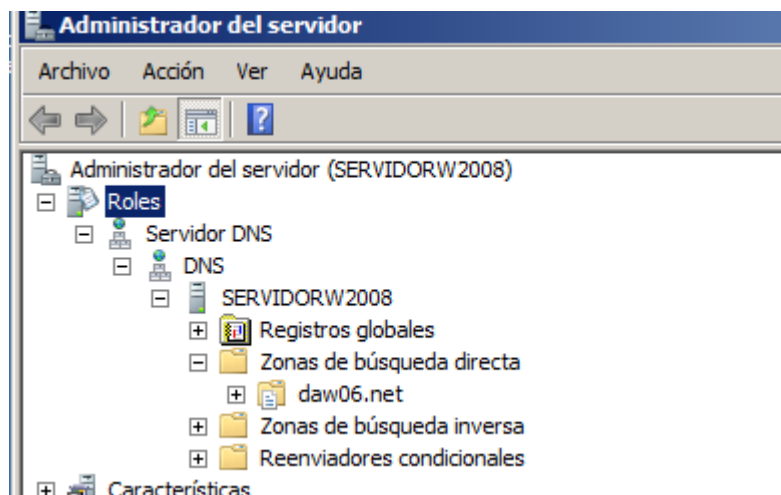 Administrador del servidor
Archivo Acción Ver Ayuda
Administrador del servidor (SERVIDORW2008)
Roles
Servidor DNS
DNS
SERVIDORW2008
Registros globales
Zonas de búsqueda directa
daw06.net
Zonas de búsqueda inversa
Reenviadores condicionales
Características